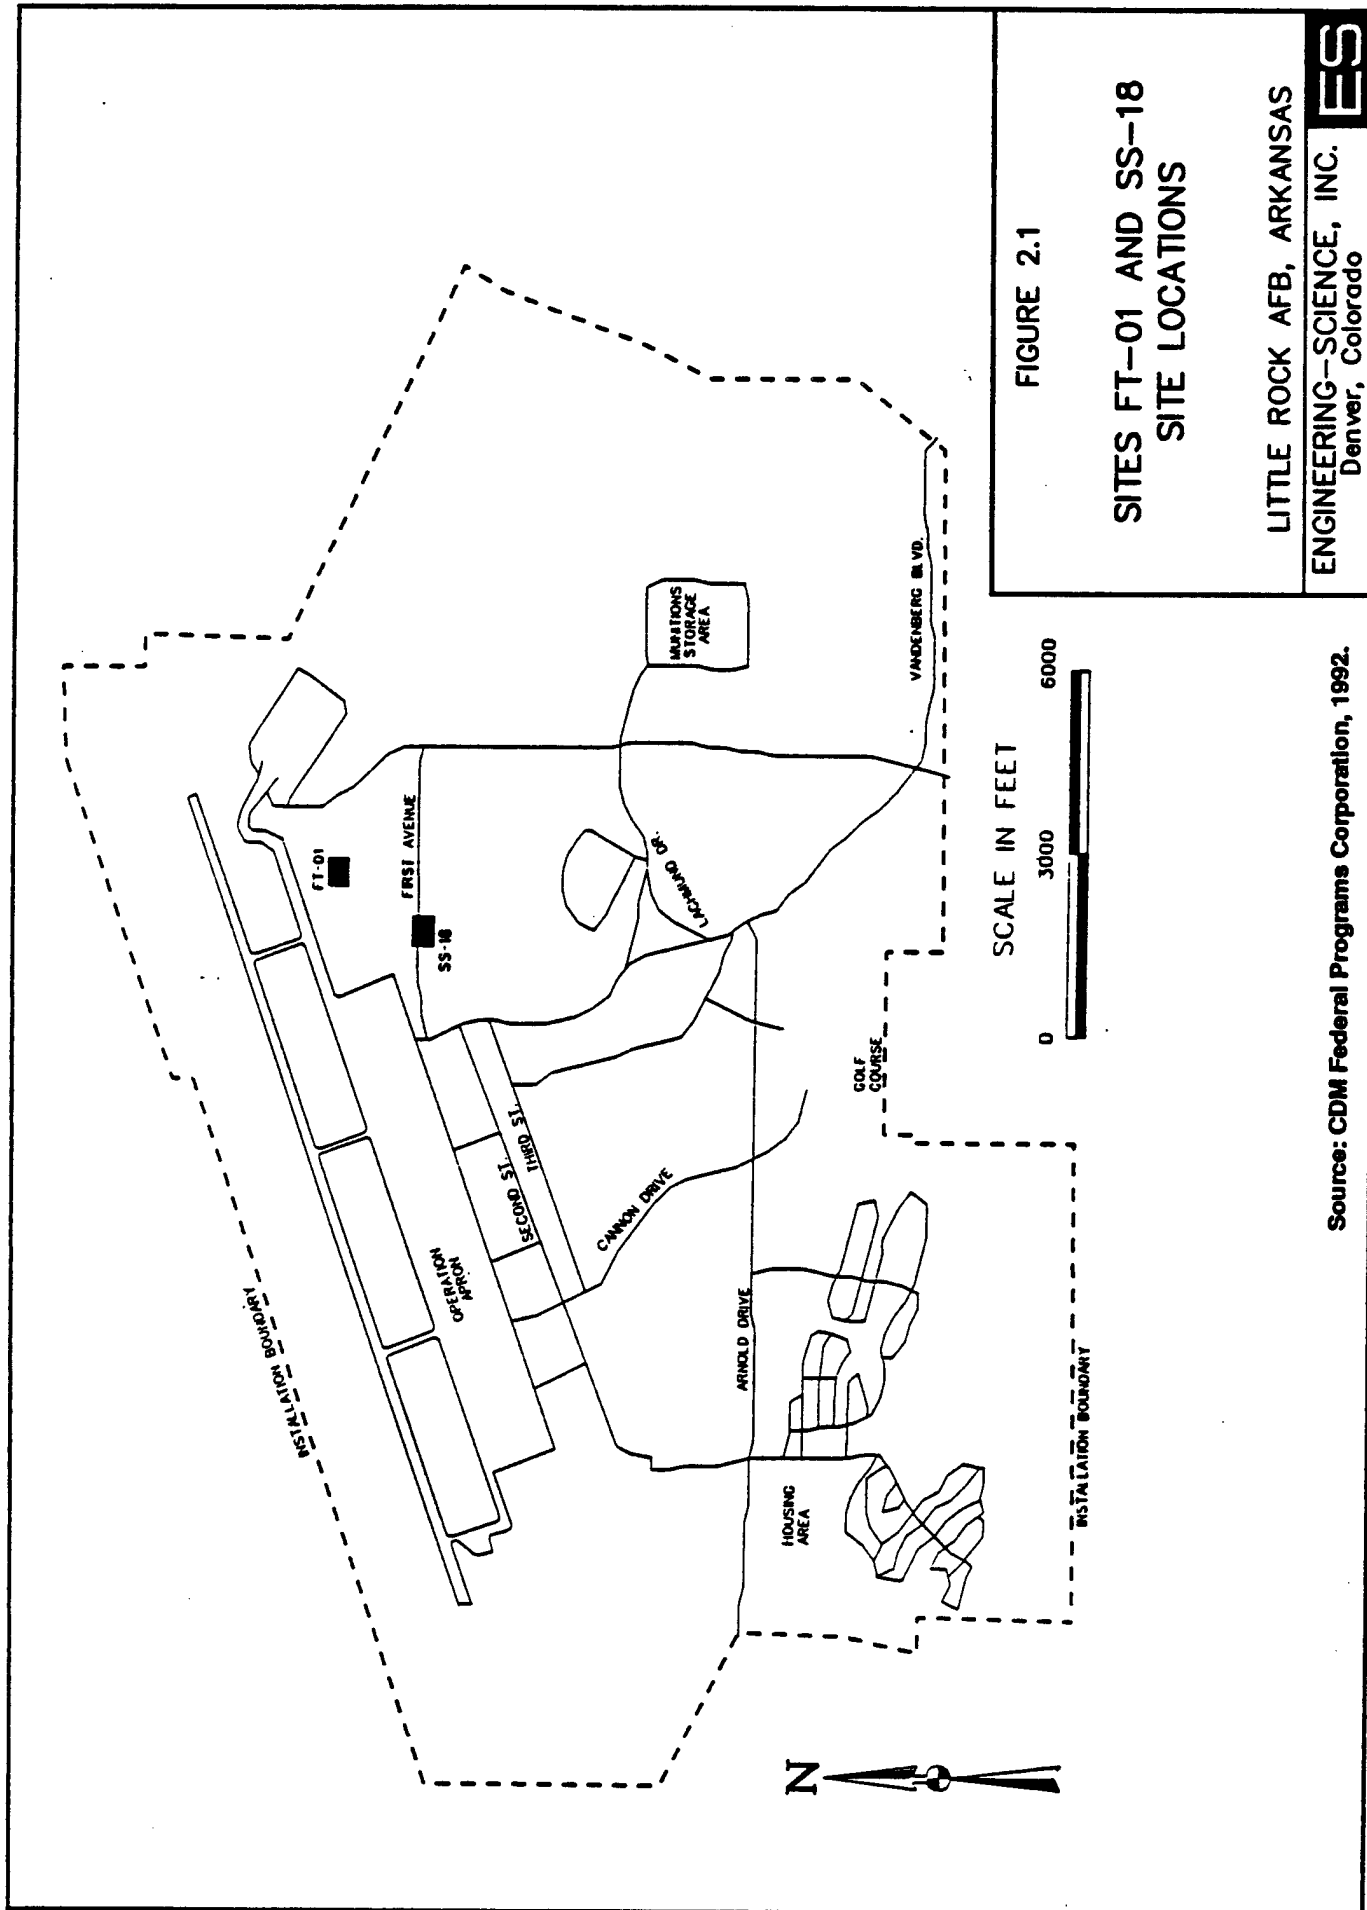 INSTALLATION BOUNDARY
FT-01
FIRST AVENUE
SS-18
OPERATION
APRON
SECOND ST.
THIRD ST.
CANNON DRIVE
LACHMUND DR.
MUNITIONS
STORAGE
AREA
ARNOLD DRIVE
HOUSING
AREA
GOLF
COURSE
VANDENBERG BLVD.
INSTALLATION BOUNDARY
N
SCALE IN FEET
0 3000 6000
FIGURE 2.1
SITES FT-01 AND SS-18
SITE LOCATIONS
LITTLE ROCK AFB, ARKANSAS
ENGINEERING-SCIENCE, INC.
Denver, Colorado
ES
Source: CDM Federal Programs Corporation, 1992.